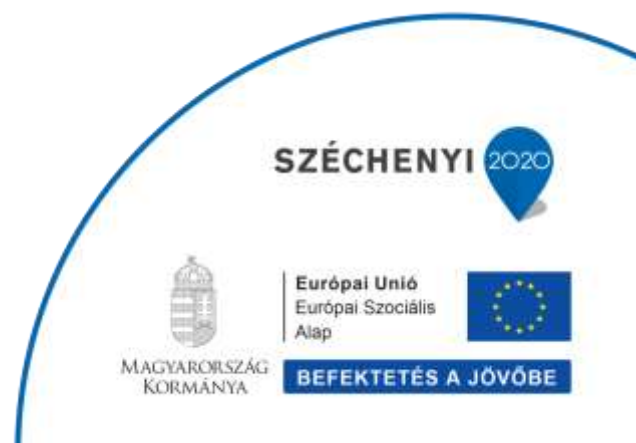 SZÉCHENYI 2020
Európai Unió
Európai Szociális
Alap
MAGYARORSZÁG
KORMÁNYA
BEFEKTETÉS A JÖVŐBE